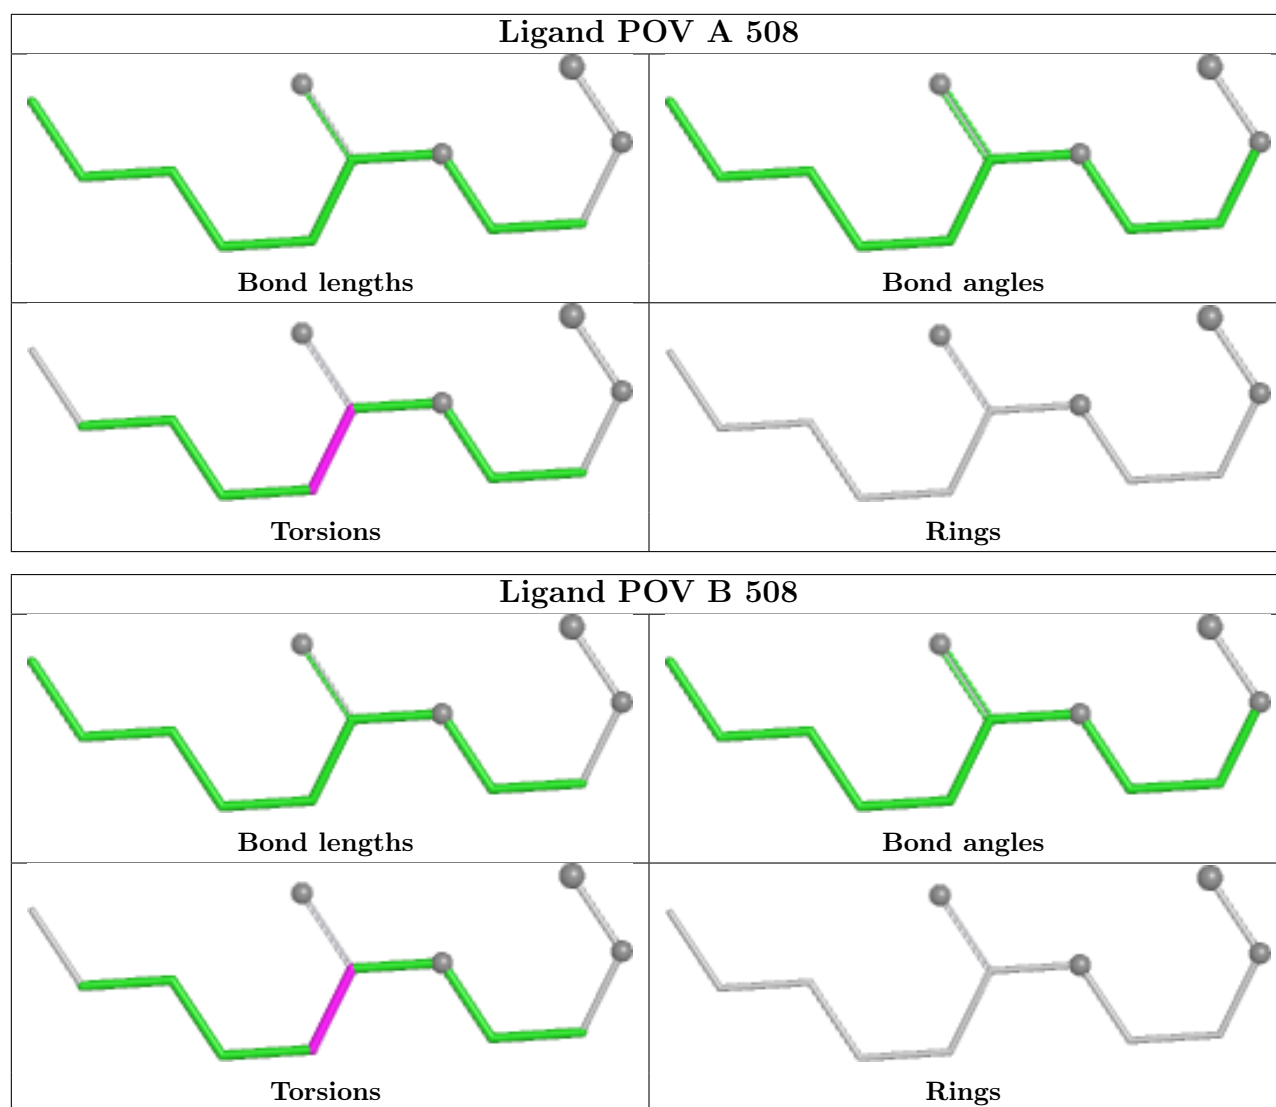 Ligand POV A 508
Bond lengths Bond angles
Torsions Rings
Ligand POV B 508
Bond lengths Bond angles
Torsions Rings